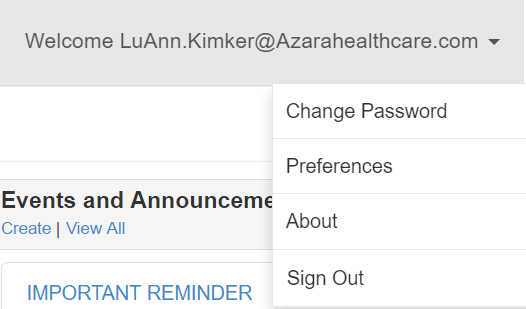 Welcome LuAnn.Kimker@Azarahealthcare.com
Change Password
Preferences
About
Sign Out
Events and Announceme
Create | View All
IMPORTANT REMINDER